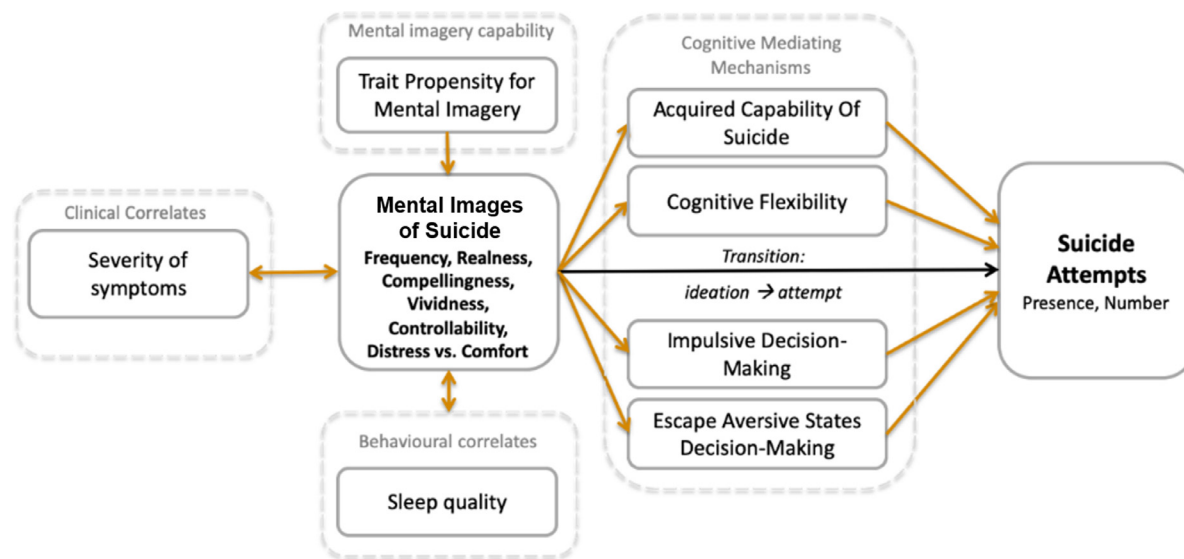 Mental imagery capability
Trait Propensity for
Mental Imagery
Cognitive Mediating
Mechanisms
Acquired Capability Of
Suicide
Cognitive Flexibility
Clinical Correlates
Severity of
symptoms
Mental Images
of Suicide
Frequency, Realness,
Compellingness,
Vividness,
Controllability,
Distress vs. Comfort
Transition:
ideation → attempt
Suicide
Attempts
Presence, Number
Impulsive Decision-
Making
Escape Aversive States
Decision-Making
Behavioural correlates
Sleep quality